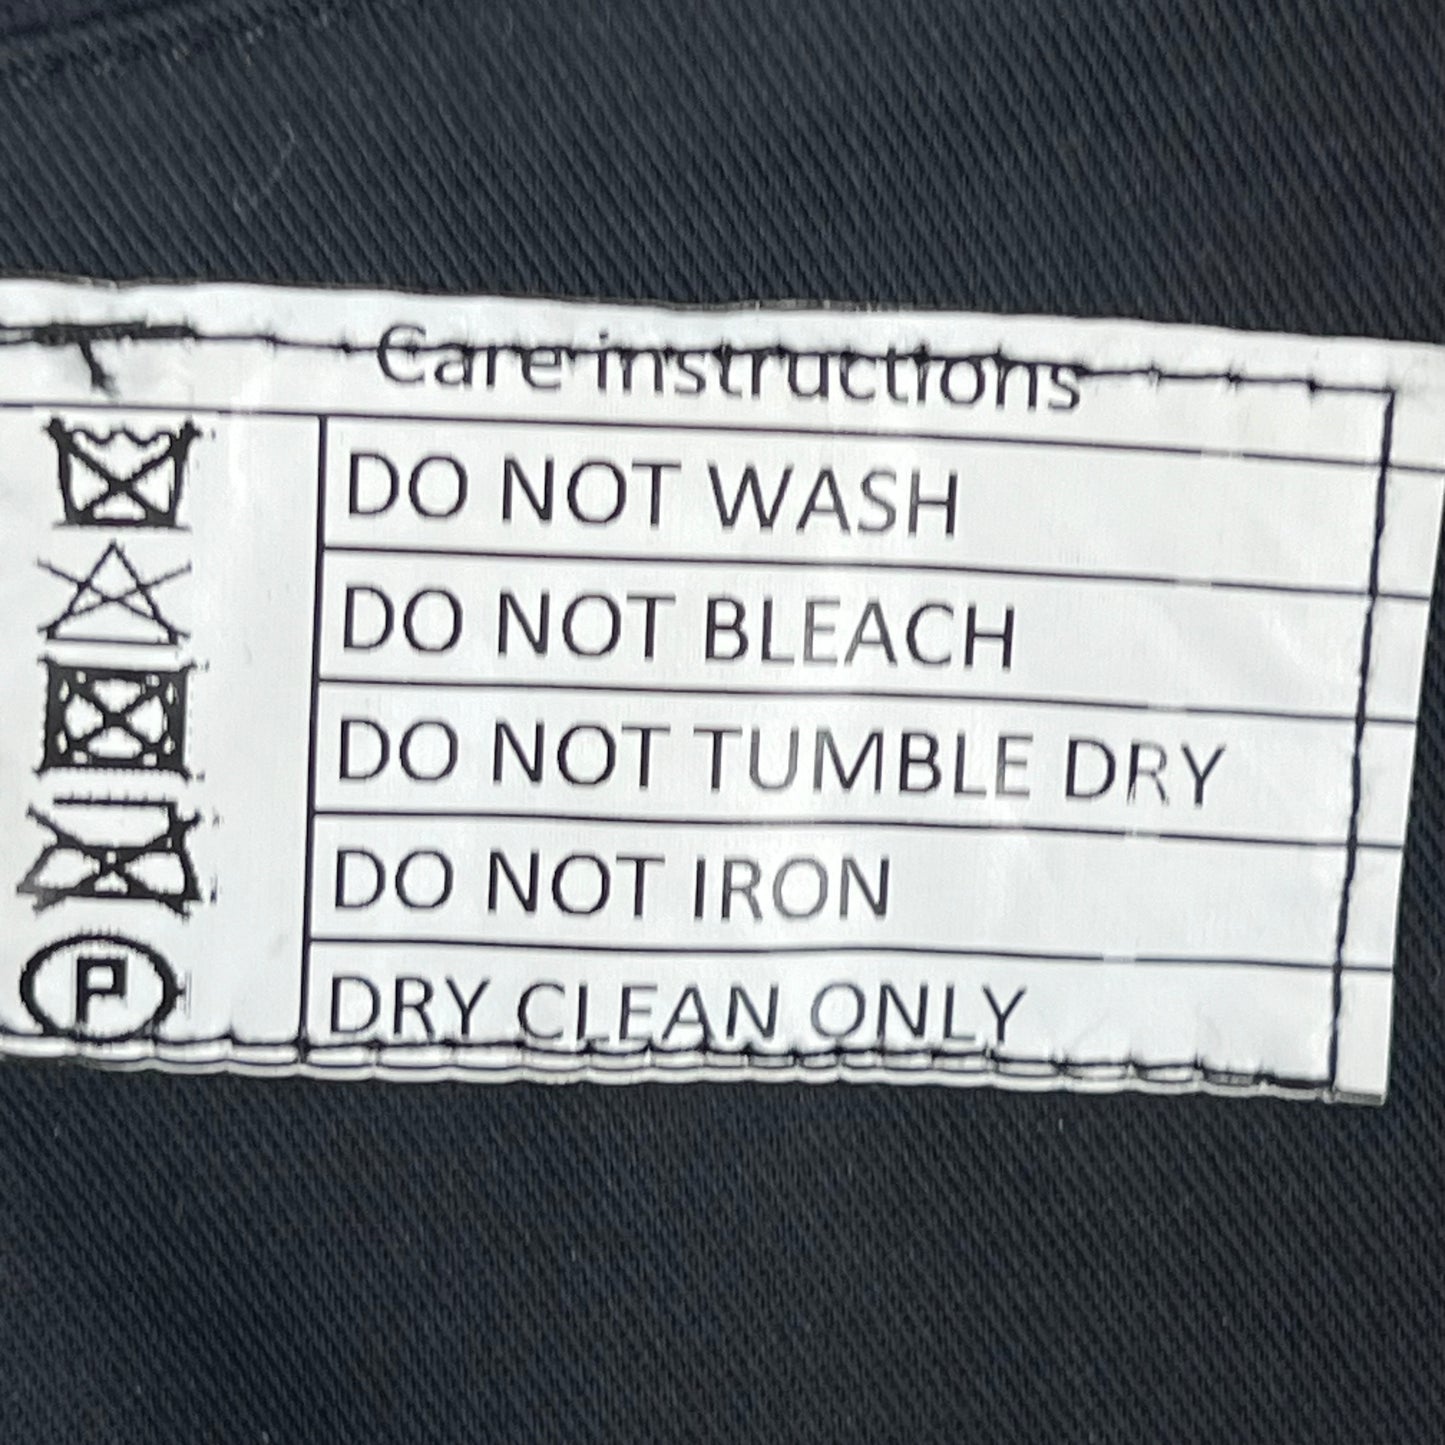 Care instructions
DO NOT WASH
DO NOT BLEACH
DO NOT TUMBLE DRY
DO NOT IRON
P
DRY CLEAN ONLY